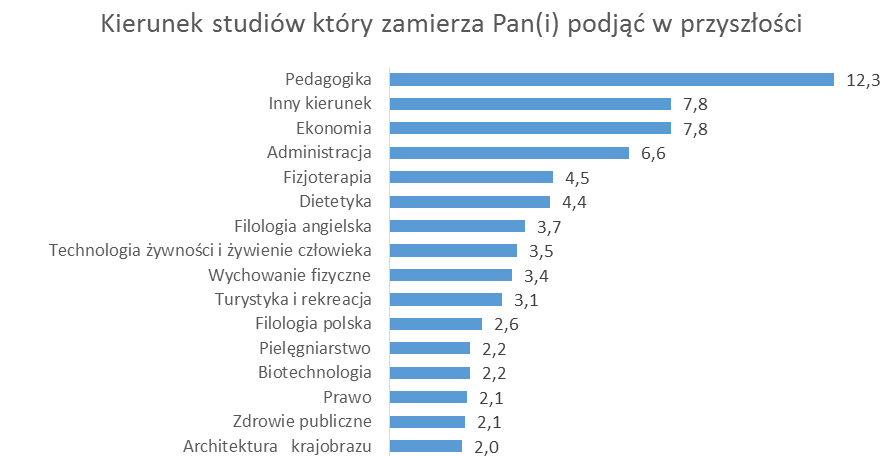 Kierunek studiów który zamierza Pan(i) podjąć w przyszłości
Pedagogika 12,3
Inny kierunek 7,8
Ekonomia 7,8
Administracja 6,6
Fizjoterapia 4,5
Dietetyka 4,4
Filologia angielska 3,7
Technologia żywności i żywienie człowieka 3,5
Wychowanie fizyczne 3,4
Turystyka i rekreacja 3,1
Filologia polska 2,6
Pielęgniarstwo 2,2
Biotechnologia 2,2
Prawo 2,1
Zdrowie publiczne 2,1
Architektura krajobrazu 2,0